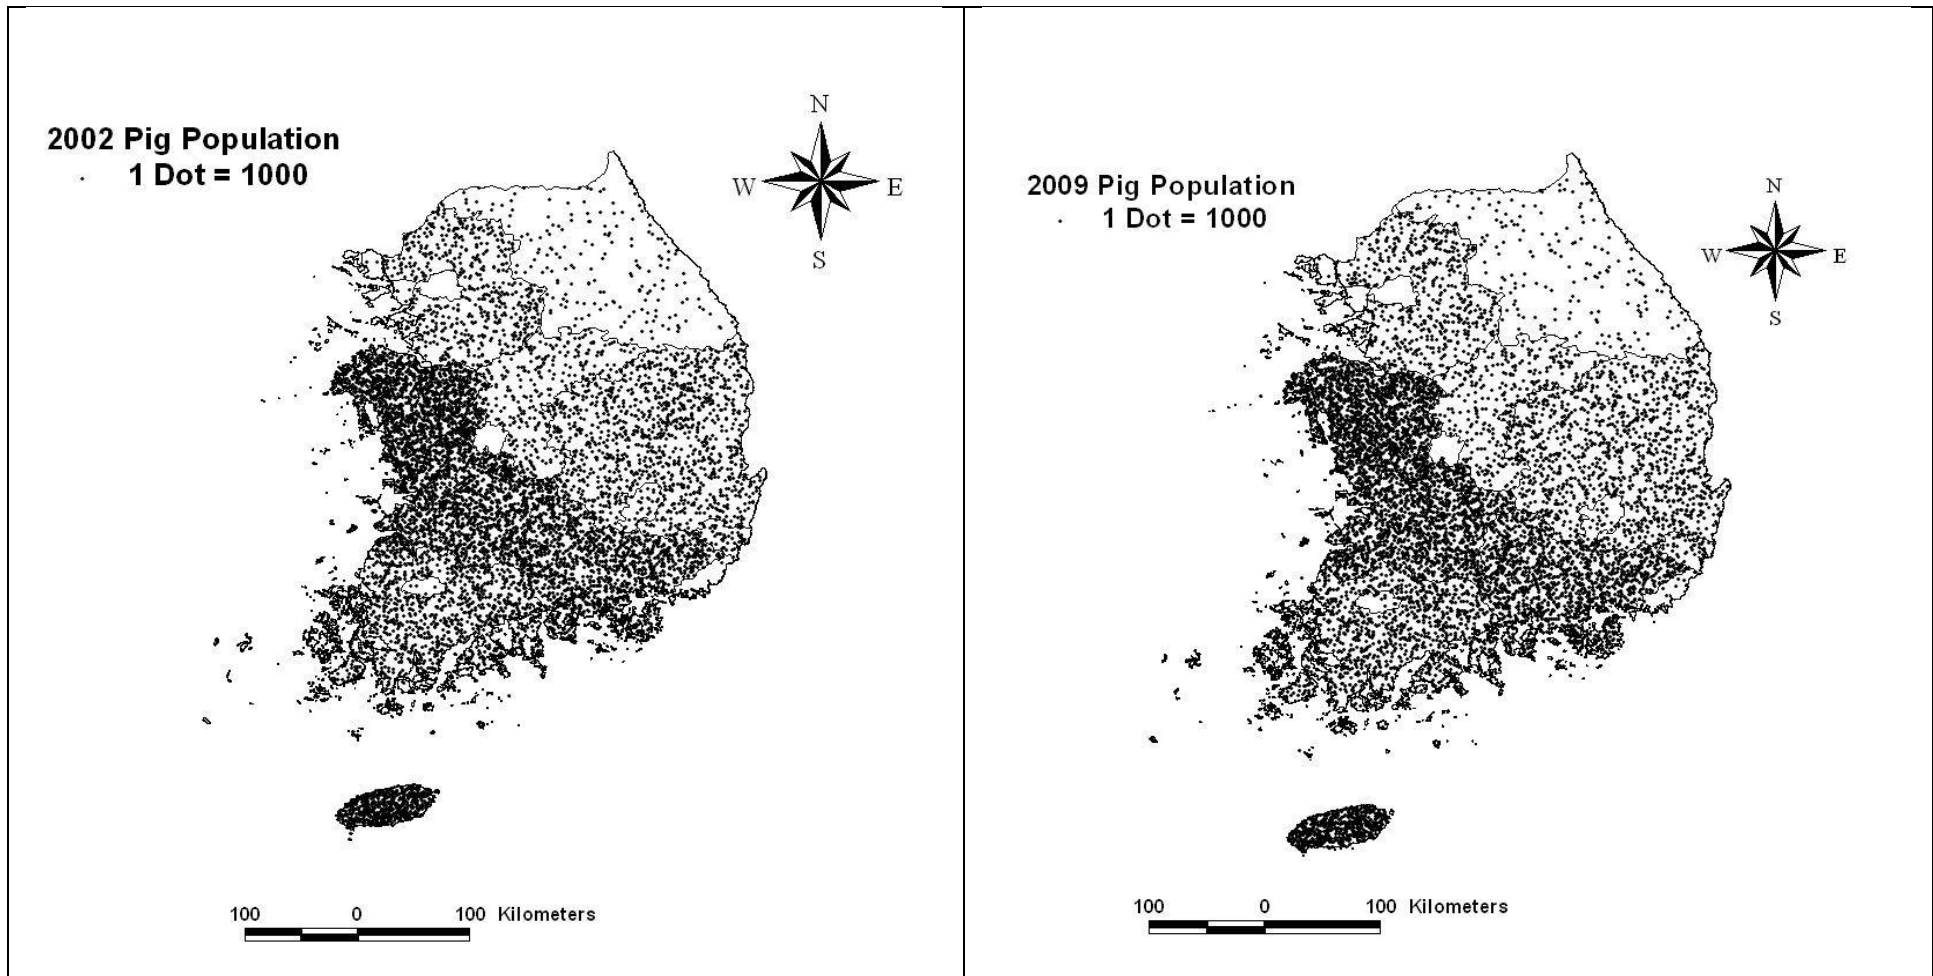 2002 Pig Population
1 Dot = 1000
N
W
E
S
100 0 100 Kilometers
2009 Pig Population
1 Dot = 1000
N
W
E
S
100 0 100 Kilometers